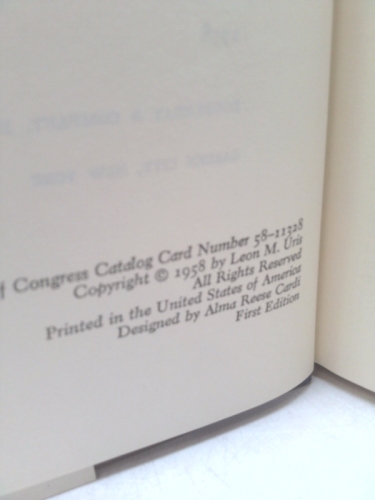 f Congress Catalog Card Number 58-11328
Copyright © 1958 by Leon M. Uris
All Rights Reserved
Printed in the United States of America
Designed by Alma Reese Cardi
First Edition